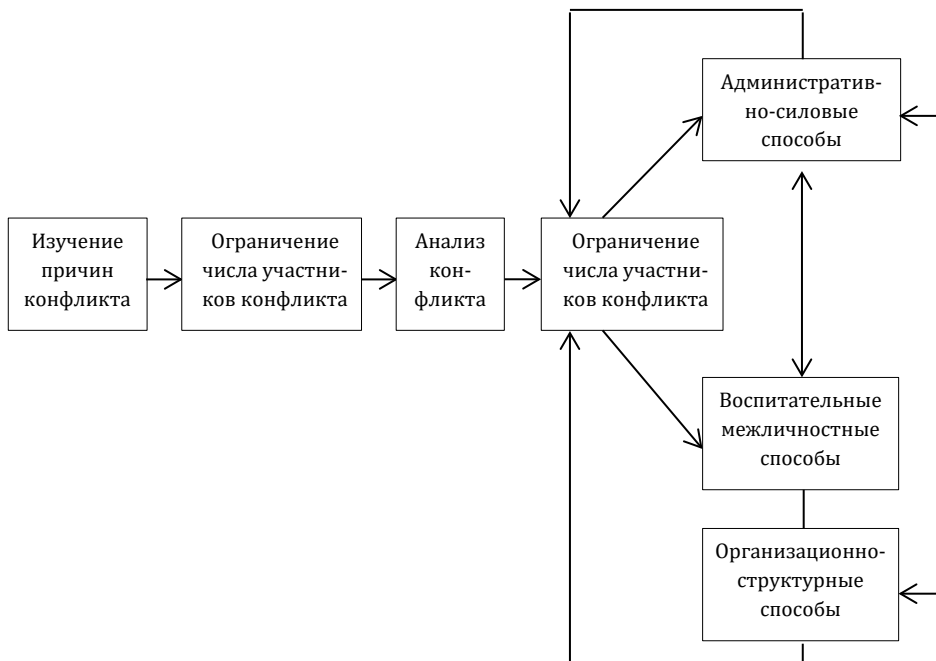 Административ-
но-силовые
способы
Изучение
причин
конфликта
Ограничение
числа участни-
ков конфликта
Анализ
кон-
фликта
Ограничение
числа участни-
ков конфликта
Воспитательные
межличностные
способы
Организационно-
структурные
способы